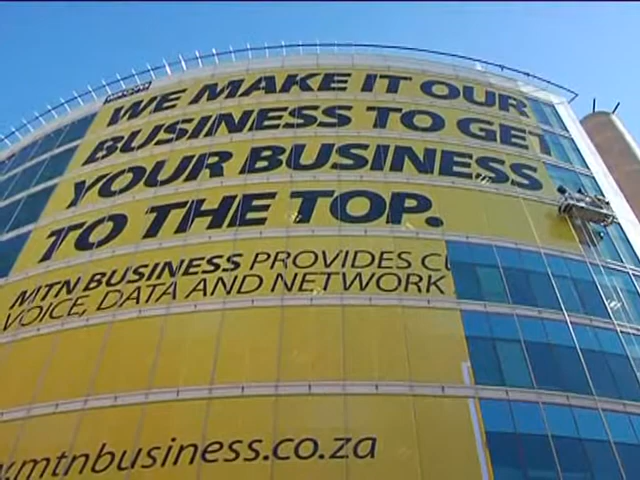 WE MAKE IT OUR
BUSINESS TO GET
YOUR BUSINESS
TO THE TOP.
MTN BUSINESS PROVIDES
VOICE, DATA AND NETWORK
www.mtnbusiness.co.za